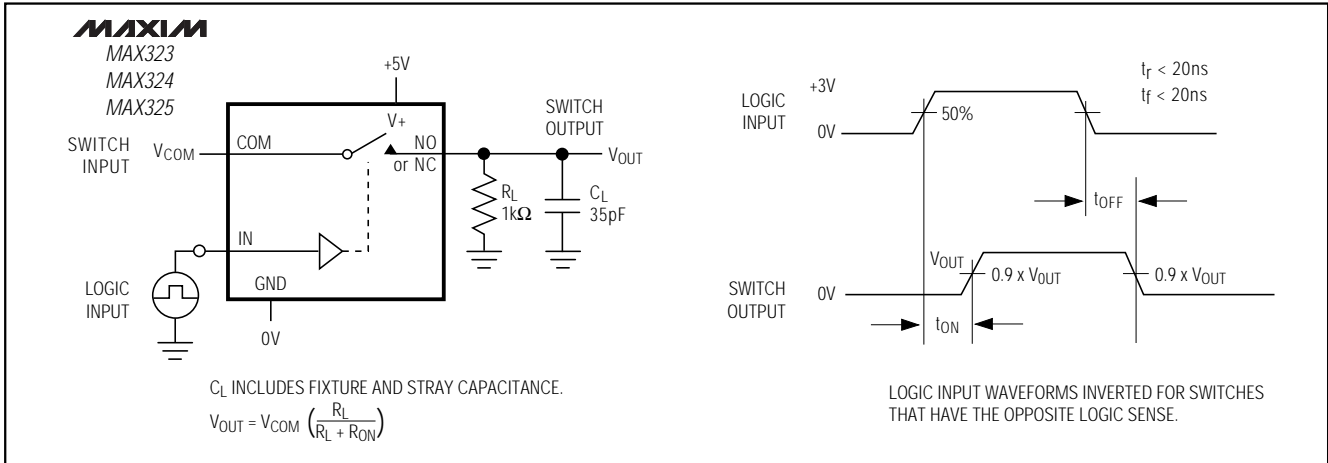 MAXIM
MAX323
MAX324
MAX325
+5V
V+
SWITCH
INPUT
VCOM
COM
NO
or NC
SWITCH
OUTPUT
VOUT
RL
1kΩ
CL
35pF
IN
GND
0V
LOGIC
INPUT
CL INCLUDES FIXTURE AND STRAY CAPACITANCE.
VOUT = VCOM (RL / RL + RON)
LOGIC
INPUT
+3V
0V
50%
tr < 20ns
tf < 20ns
tOFF
SWITCH
OUTPUT
VOUT
0V
0.9 x VOUT
0.9 x VOUT
tON
LOGIC INPUT WAVEFORMS INVERTED FOR SWITCHES
THAT HAVE THE OPPOSITE LOGIC SENSE.